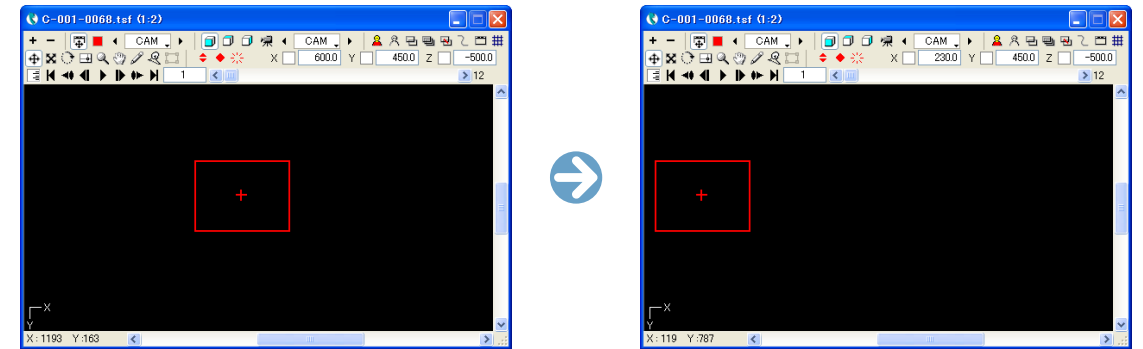 C-001-0068.tsf (1:2)
CAM CAM
X 600.0 Y 450.0 Z -500.0
1 12
X
Y
X: 1193 Y:163
C-001-0068.tsf (1:2)
CAM CAM
X 230.0 Y 450.0 Z -500.0
1 12
X
Y
X: 119 Y:787